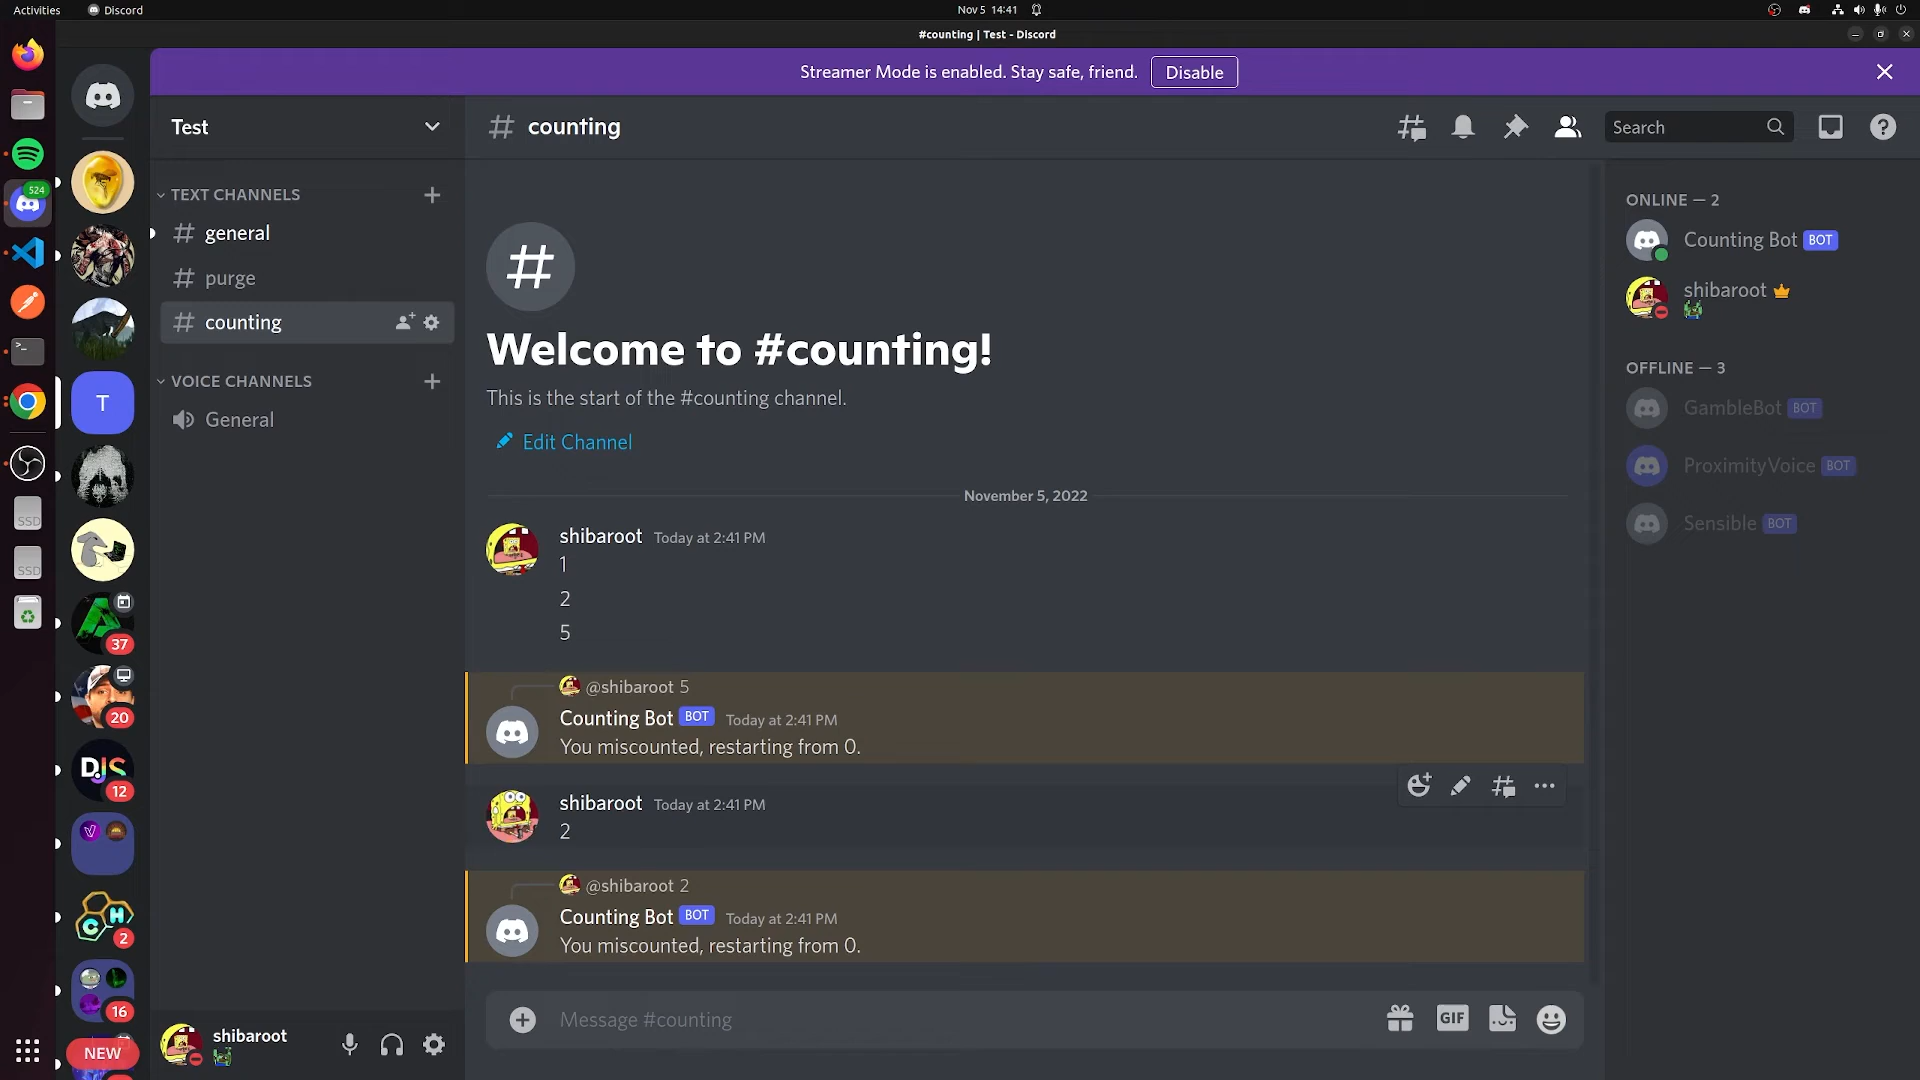 Activities Discord Nov 5 14:41
#counting | Test - Discord
Streamer Mode is enabled. Stay safe, friend. Disable
524
SSD
SSD
T
37
20
DJS
12
C H
2
16
NEW
Test
TEXT CHANNELS
general
purge
counting
VOICE CHANNELS
General
shibaroot
# counting
Search
#
Welcome to #counting!
This is the start of the #counting channel.
Edit Channel
November 5, 2022
shibaroot Today at 2:41 PM
1
2
5
@shibaroot 5
Counting Bot BOT Today at 2:41 PM
You miscounted, restarting from 0.
shibaroot Today at 2:41 PM
2
@shibaroot 2
Counting Bot BOT Today at 2:41 PM
You miscounted, restarting from 0.
Message #counting
GIF
ONLINE — 2
Counting Bot BOT
shibaroot
OFFLINE — 3
GambleBot BOT
ProximityVoice BOT
Sensible BOT